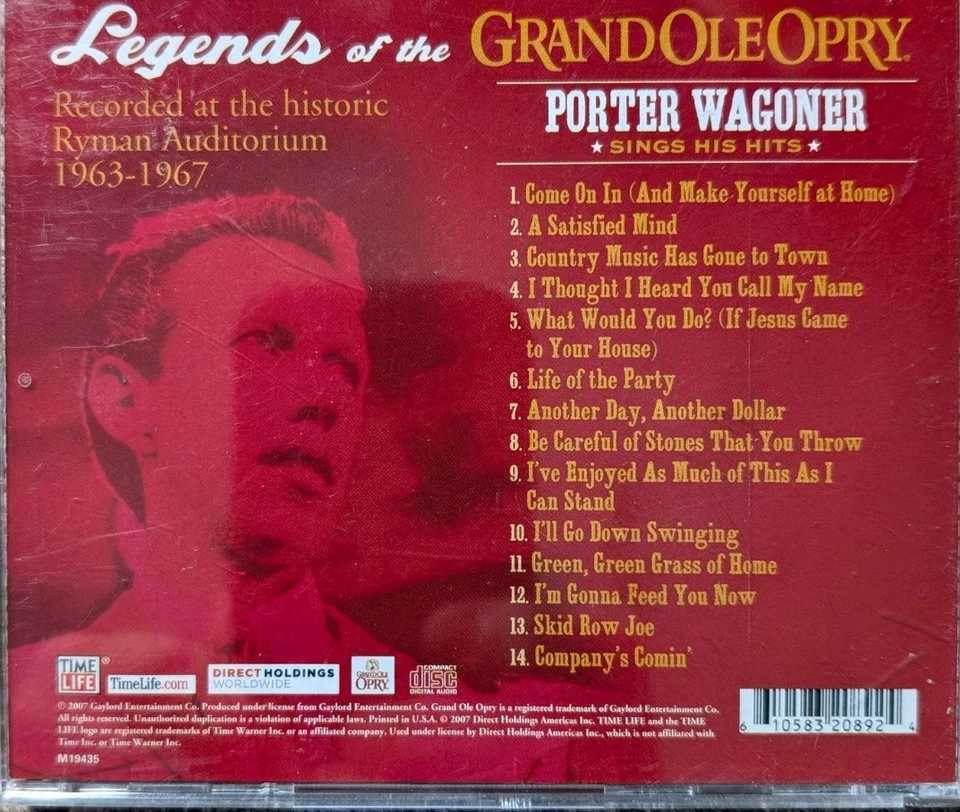 Legends of the GRAND OLE OPRY
Recorded at the historic
Ryman Auditorium
1963-1967
PORTER WAGONER
SINGS HIS HITS
1. Come On In (And Make Yourself at Home)
2. A Satisfied Mind
3. Country Music Has Gone to Town
4. I Thought I Heard You Call My Name
5. What Would You Do? (If Jesus Came
to Your House)
6. Life of the Party
7. Another Day, Another Dollar
8. Be Careful of Stones That You Throw
9. I've Enjoyed As Much of This As I
Can Stand
10. I'll Go Down Swinging
11. Green, Green Grass of Home
12. I'm Gonna Feed You Now
13. Skid Row Joe
14. Company's Comin'
TIME
LIFE®
TimeLife.com
DIRECT HOLDINGS
WORLDWIDE
GRAND OLE
OPRY
COMPACT
disc
DIGITAL AUDIO
© 2007 Gaylord Entertainment Co. Produced under license from Gaylord Entertainment Co. Grand Ole Opry is a registered trademark of Gaylord Entertainment Co.
All rights reserved. Unauthorized duplication is a violation of applicable laws. Printed in U.S.A. © 2007 Direct Holdings Americas Inc. TIME LIFE and the TIME
LIFE logo are registered trademarks of Time Warner Inc. or an affiliated company. Used under license by Direct Holdings Americas Inc., which is not affiliated with
Time Inc. or Time Warner Inc.
M19435
6 10583 20892 4